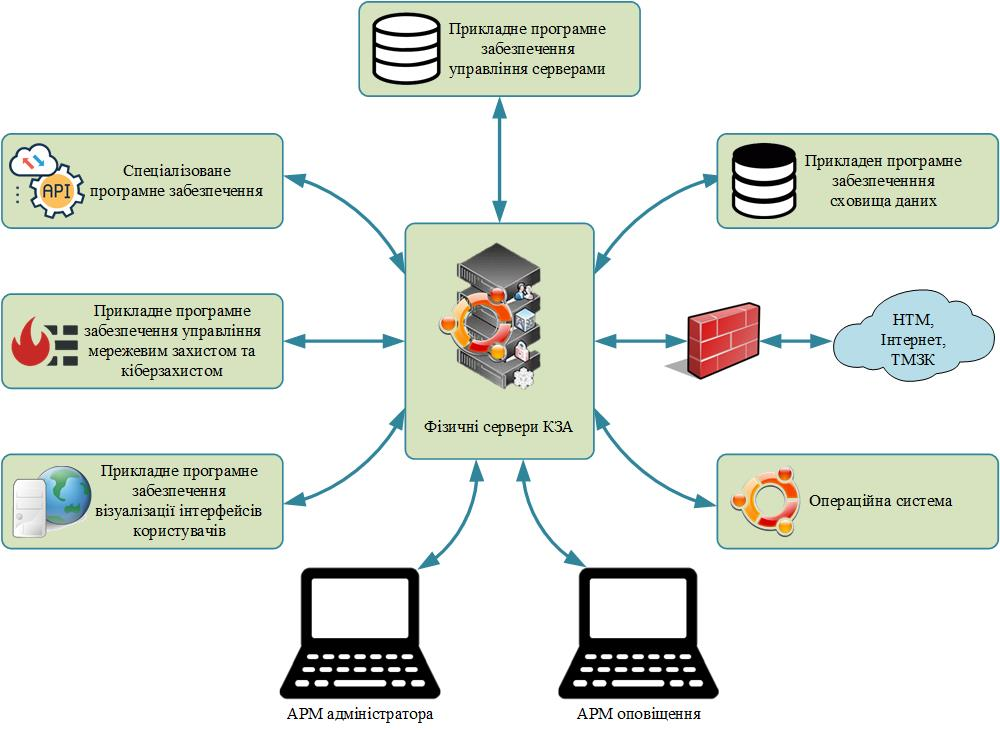 Прикладне програмне
забезпечення
управління серверами
Спеціалізоване
програмне забезпечення
API
Прикладен програмне
забезпеченння
сховища даних
Прикладне програмне
забезпечення управління
мережевим захистом та
кіберзахистом
Фізичні сервери КЗА
НТМ,
Інтернет,
ТМЗК
Прикладне програмне
забезпечення
візуалізації інтерфейсів
користувачів
Операційна система
АРМ адміністратора
АРМ оповіщення